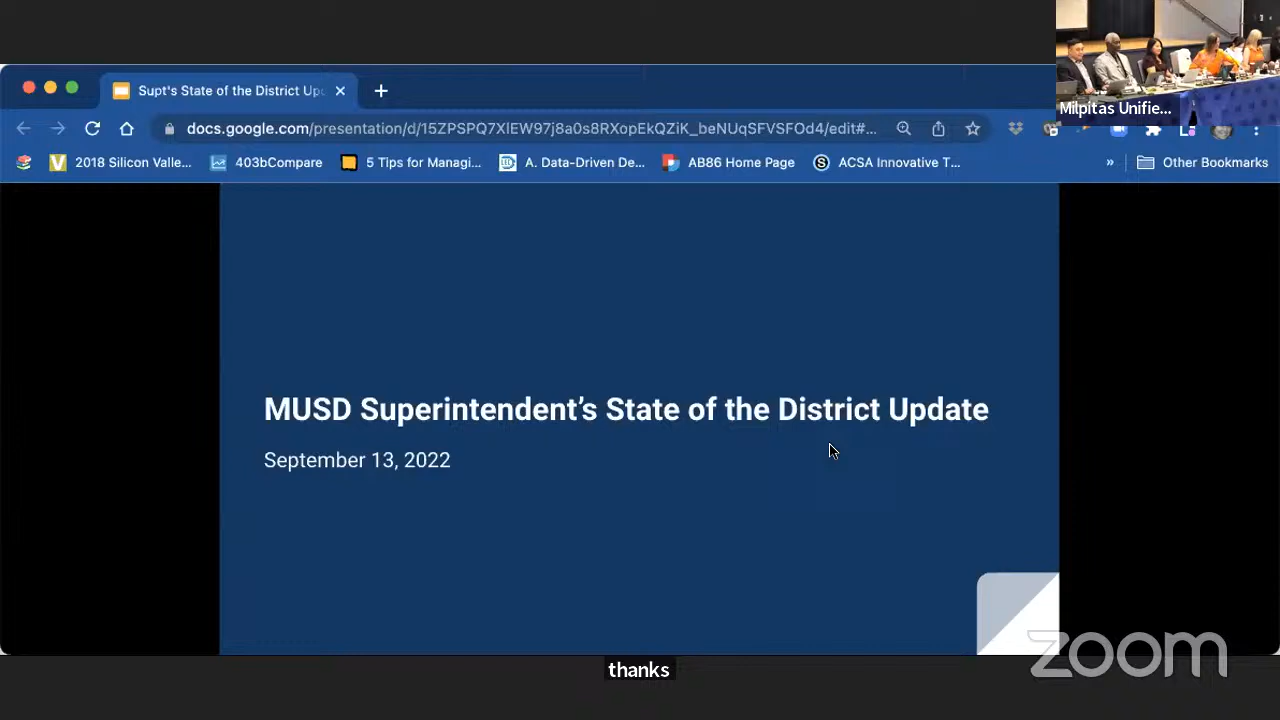 Supt's State of the District Up
Milpitas Unifie...
docs.google.com/presentation/d/15ZPSPQ7XlEW97j8a0s8RXopEkQZiK_beNUqSFVSFOd4/edit#...
2018 Silicon Valle...
403bCompare
5 Tips for Managi...
A. Data-Driven De...
AB86 Home Page
ACSA Innovative T...
»
Other Bookmarks
MUSD Superintendent’s State of the District Update
September 13, 2022
zoom
thanks